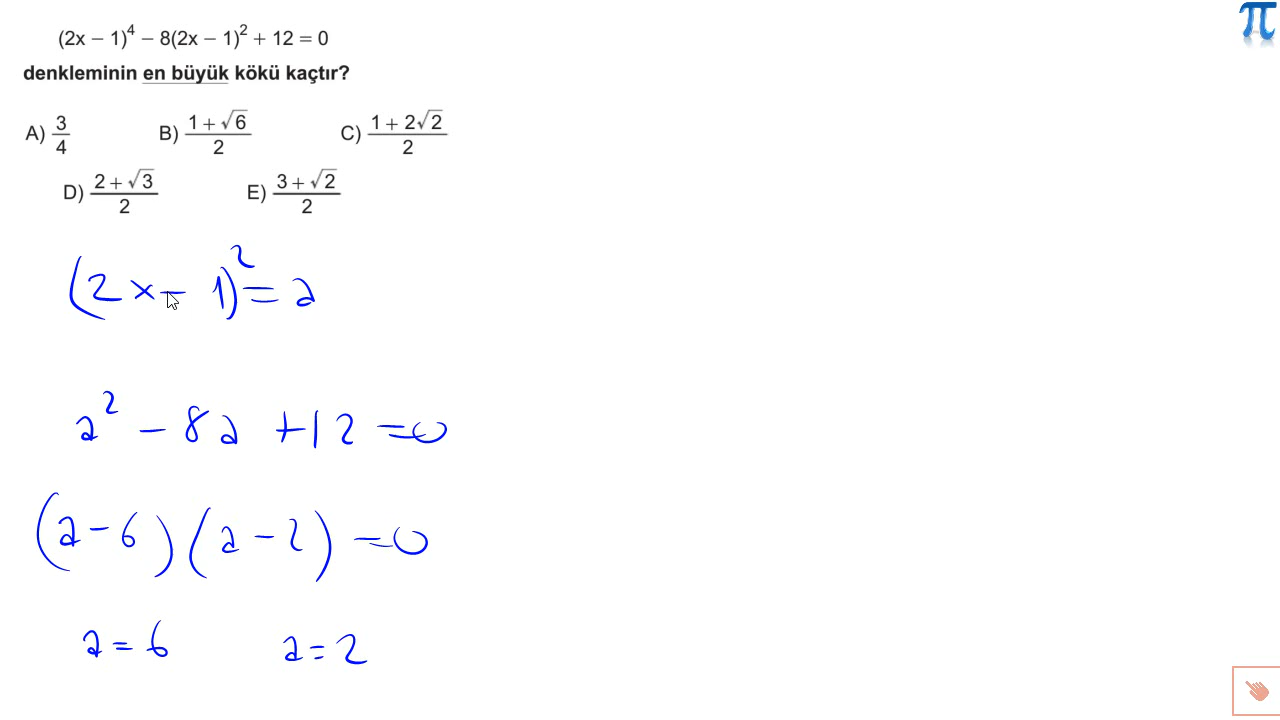 (2x − 1)⁴ − 8(2x − 1)² + 12 = 0
denkleminin en büyük kökü kaçtır?
A) 3/4 B) (1 + √6)/2 C) (1 + 2√2)/2
D) (2 + √3)/2 E) (3 + √2)/2
(2x − 1)² = a
a² − 8a + 12 = 0
(a − 6)(a − 2) = 0
a = 6 a = 2